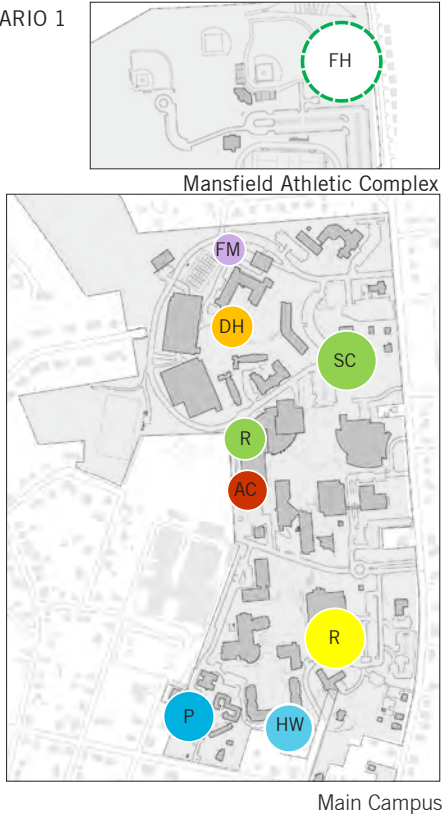 ARIO 1
FH
Mansfield Athletic Complex
FM
DH
SC
R
AC
R
P
HW
Main Campus